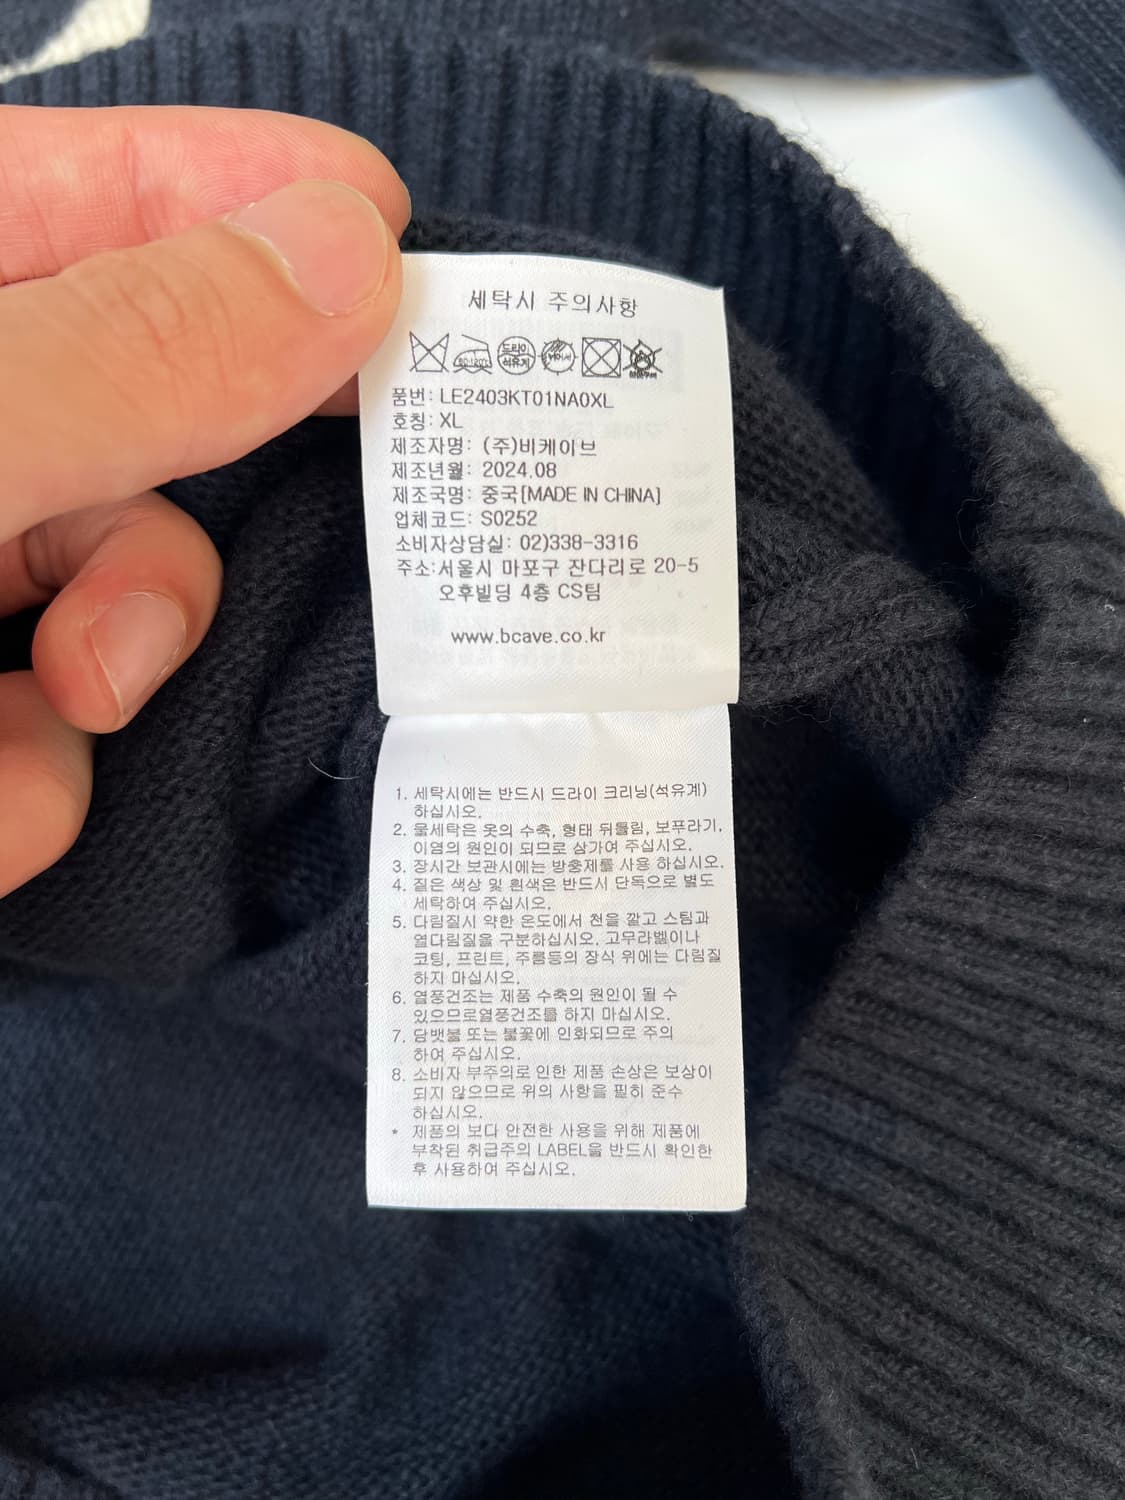 세탁시 주의사항
80-120℃ 드라이
석유계
품번: LE2403KT01NA0XL
호칭: XL
제조자명: (주)비케이브
제조년월: 2024.08
제조국명: 중국[MADE IN CHINA]
업체코드: S0252
소비자상담실: 02)338-3316
주소:서울시 마포구 잔다리로 20-5
오후빌딩 4층 CS팀
www.bcave.co.kr
1. 세탁시에는 반드시 드라이 크리닝(석유계)
하십시오.
2. 물세탁은 옷의 수축, 형태 뒤틀림, 보푸라기,
이염의 원인이 되므로 삼가여 주십시오.
3. 장시간 보관시에는 방충제를 사용 하십시오.
4. 짙은 색상 및 흰색은 반드시 단독으로 별도
세탁하여 주십시오.
5. 다림질시 약한 온도에서 천을 깔고 스팀과
열다림질을 구분하십시오. 고무라벨이나
코팅, 프린트, 주름등의 장식 위에는 다림질
하지 마십시오.
6. 열풍건조는 제품 수축의 원인이 될 수
있으므로열풍건조를 하지 마십시오.
7. 담뱃불 또는 불꽃에 인화되므로 주의
하여 주십시오.
8. 소비자 부주의로 인한 제품 손상은 보상이
되지 않으므로 위의 사항을 필히 준수
하십시오.
* 제품의 보다 안전한 사용을 위해 제품에
부착된 취급주의 LABEL을 반드시 확인한
후 사용하여 주십시오.